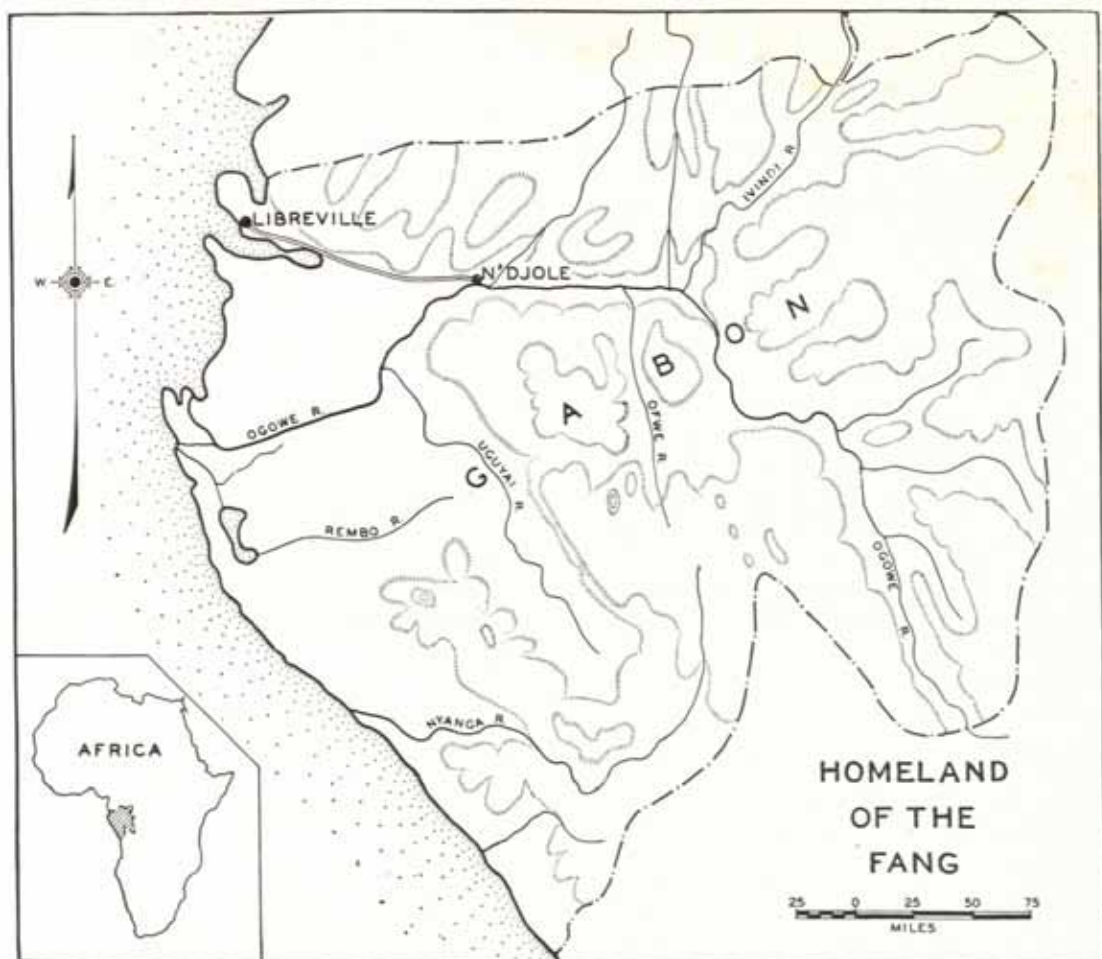 LIBREVILLE
N'DJOLE
IVINDI R.
W E
G A B O N
OGOWE R.
UGUYAI R.
OFWE R.
REMBO R.
OGOWE R.
NYANGA R.
AFRICA
HOMELAND
OF THE
FANG
25 0 25 50 75
MILES